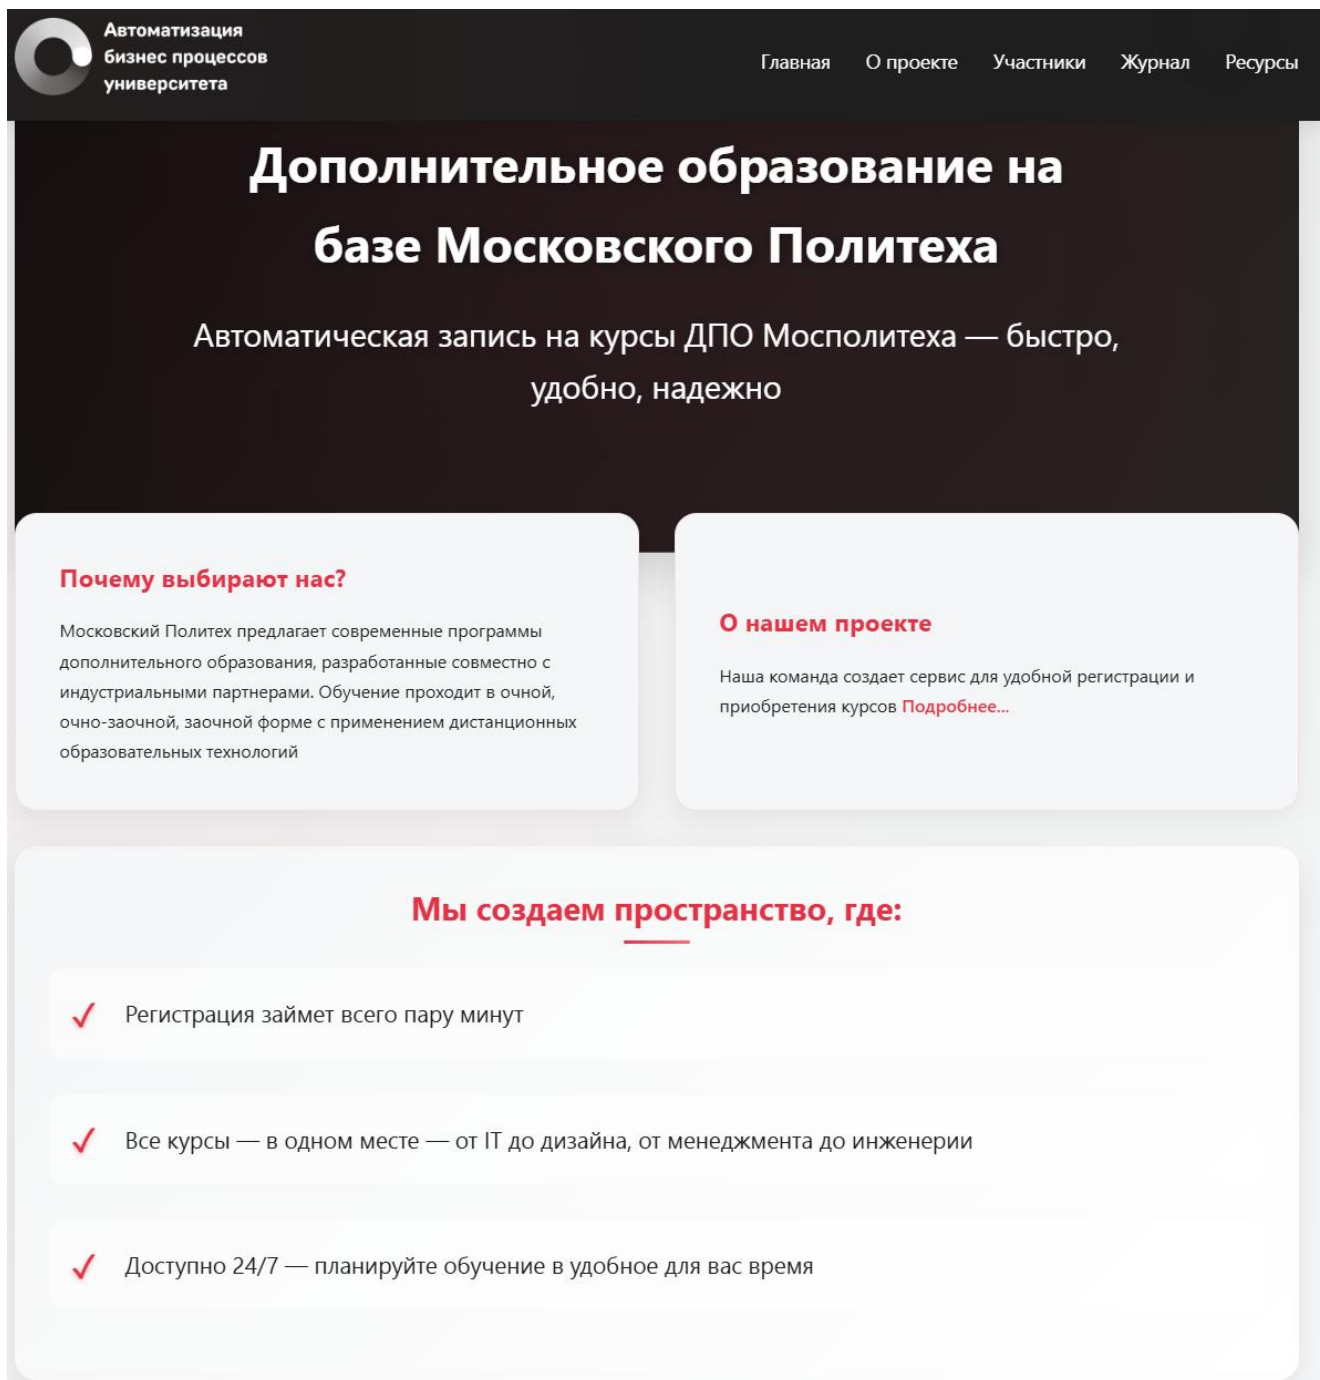 Автоматизация
бизнес процессов
университета
Главная О проекте Участники Журнал Ресурсы
Дополнительное образование на
базе Московского Политеха
Автоматическая запись на курсы ДПО Мосполитеха — быстро,
удобно, надежно
Почему выбирают нас?
Московский Политех предлагает современные программы
дополнительного образования, разработанные совместно с
индустриальными партнерами. Обучение проходит в очной,
очно-заочной, заочной форме с применением дистанционных
образовательных технологий
О нашем проекте
Наша команда создает сервис для удобной регистрации и
приобретения курсов Подробнее...
Мы создаем пространство, где:
✓ Регистрация займет всего пару минут
✓ Все курсы — в одном месте — от IT до дизайна, от менеджмента до инженерии
✓ Доступно 24/7 — планируйте обучение в удобное для вас время